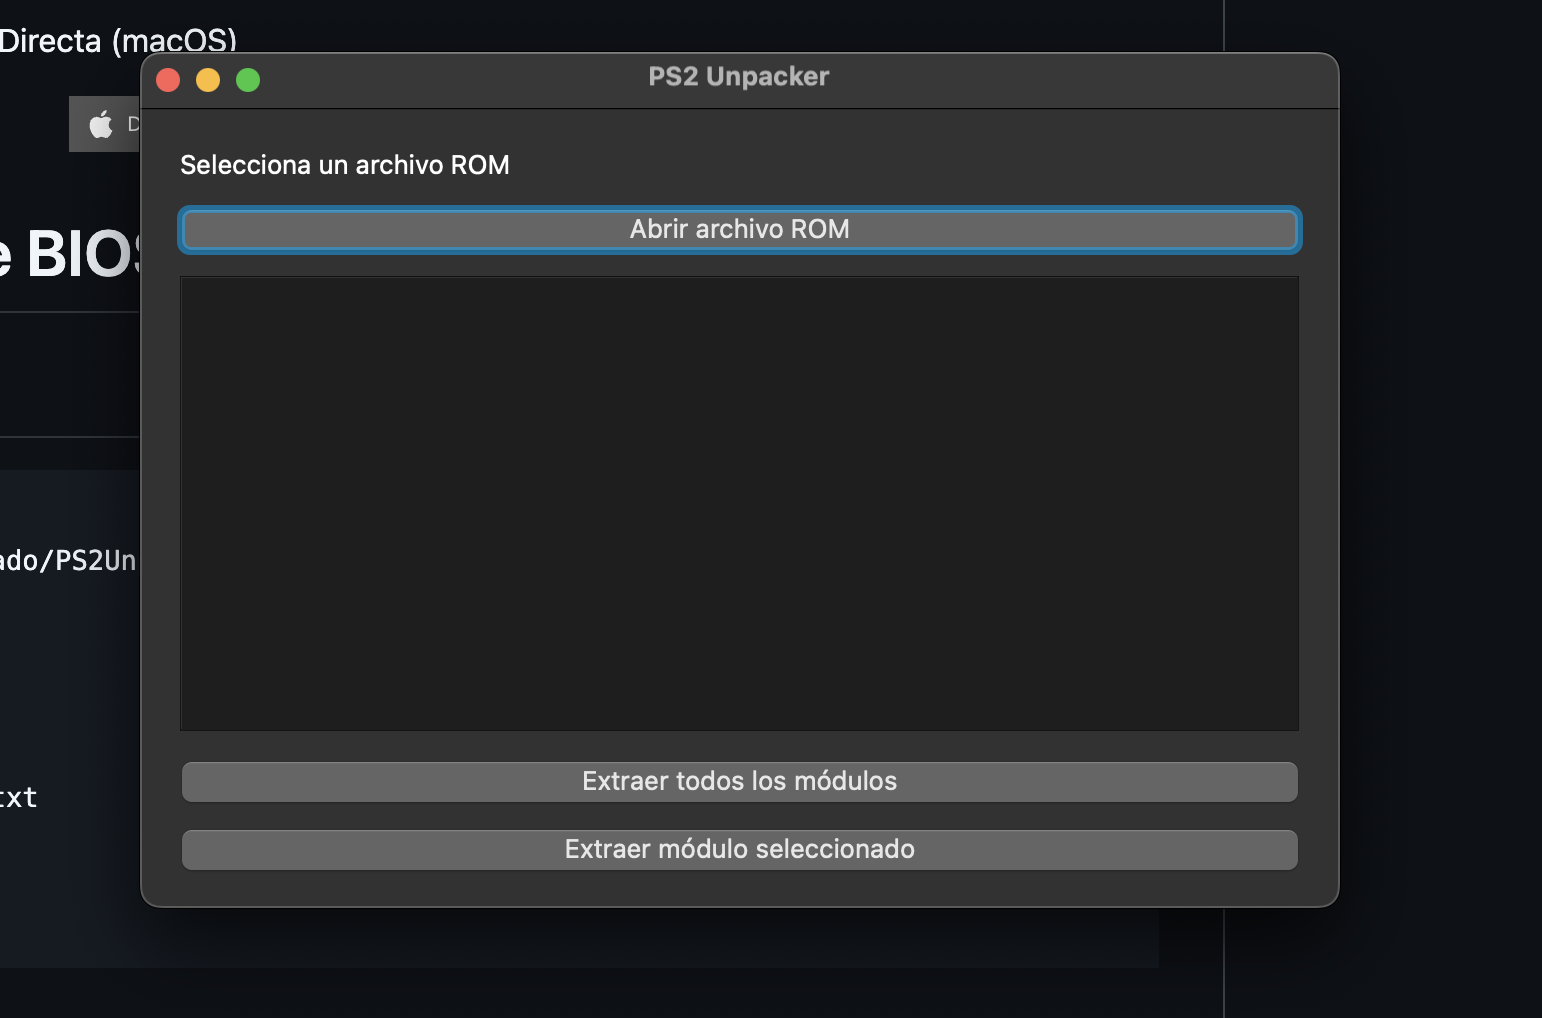 Directa (macOS)
PS2 Unpacker
D
Selecciona un archivo ROM
Abrir archivo ROM
e BIOS
ado/PS2Un
txt
Extraer todos los módulos
Extraer módulo seleccionado